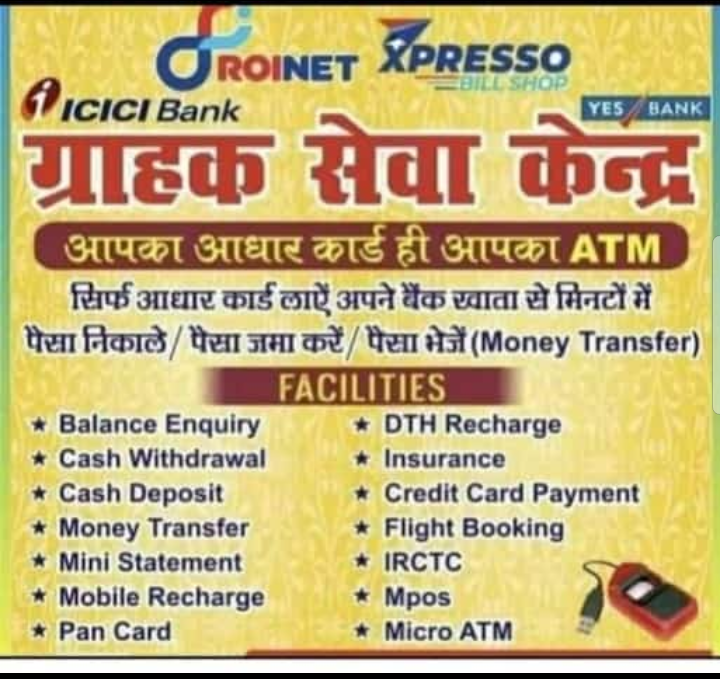 ROINET XPRESSO
BILL SHOP
ICICI Bank
YES BANK
ग्राहक सेवा केन्द्र
आपका आधार कार्ड ही आपका ATM
सिर्फ आधार कार्ड लाऐं अपने बैंक खाता से मिनटों में
पैसा निकाले/ पैसा जमा करें/ पैसा भेजें (Money Transfer)
FACILITIES
★ Balance Enquiry
★ Cash Withdrawal
★ Cash Deposit
★ Money Transfer
★ Mini Statement
★ Mobile Recharge
★ Pan Card
★ DTH Recharge
★ Insurance
★ Credit Card Payment
★ Flight Booking
★ IRCTC
★ Mpos
★ Micro ATM